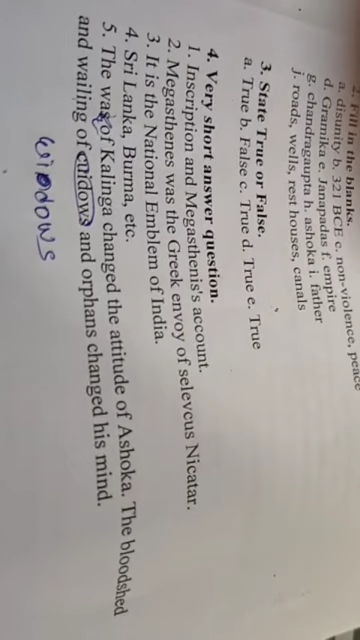 2. Fill in the blanks.
a. disunity b. 321 BCE c. non-violence, peace
d. Gramika e. Janapadas f. empire
g. chandragaupta h. ashoka i. father
j. roads, wells, rest houses, canals
3. State True or False.
a. True b. False c. True d. True e. True
4. Very short answer question.
1. Inscription and Megasthenis's account.
2. Megasthenes was the Greek envoy of selevcus Nicatar.
3. It is the National Emblem of India.
4. Sri Lanka, Burma, etc.
5. The was of Kalinga changed the attitude of Ashoka. The bloodshed
and wailing of cridows and orphans changed his mind.
widows